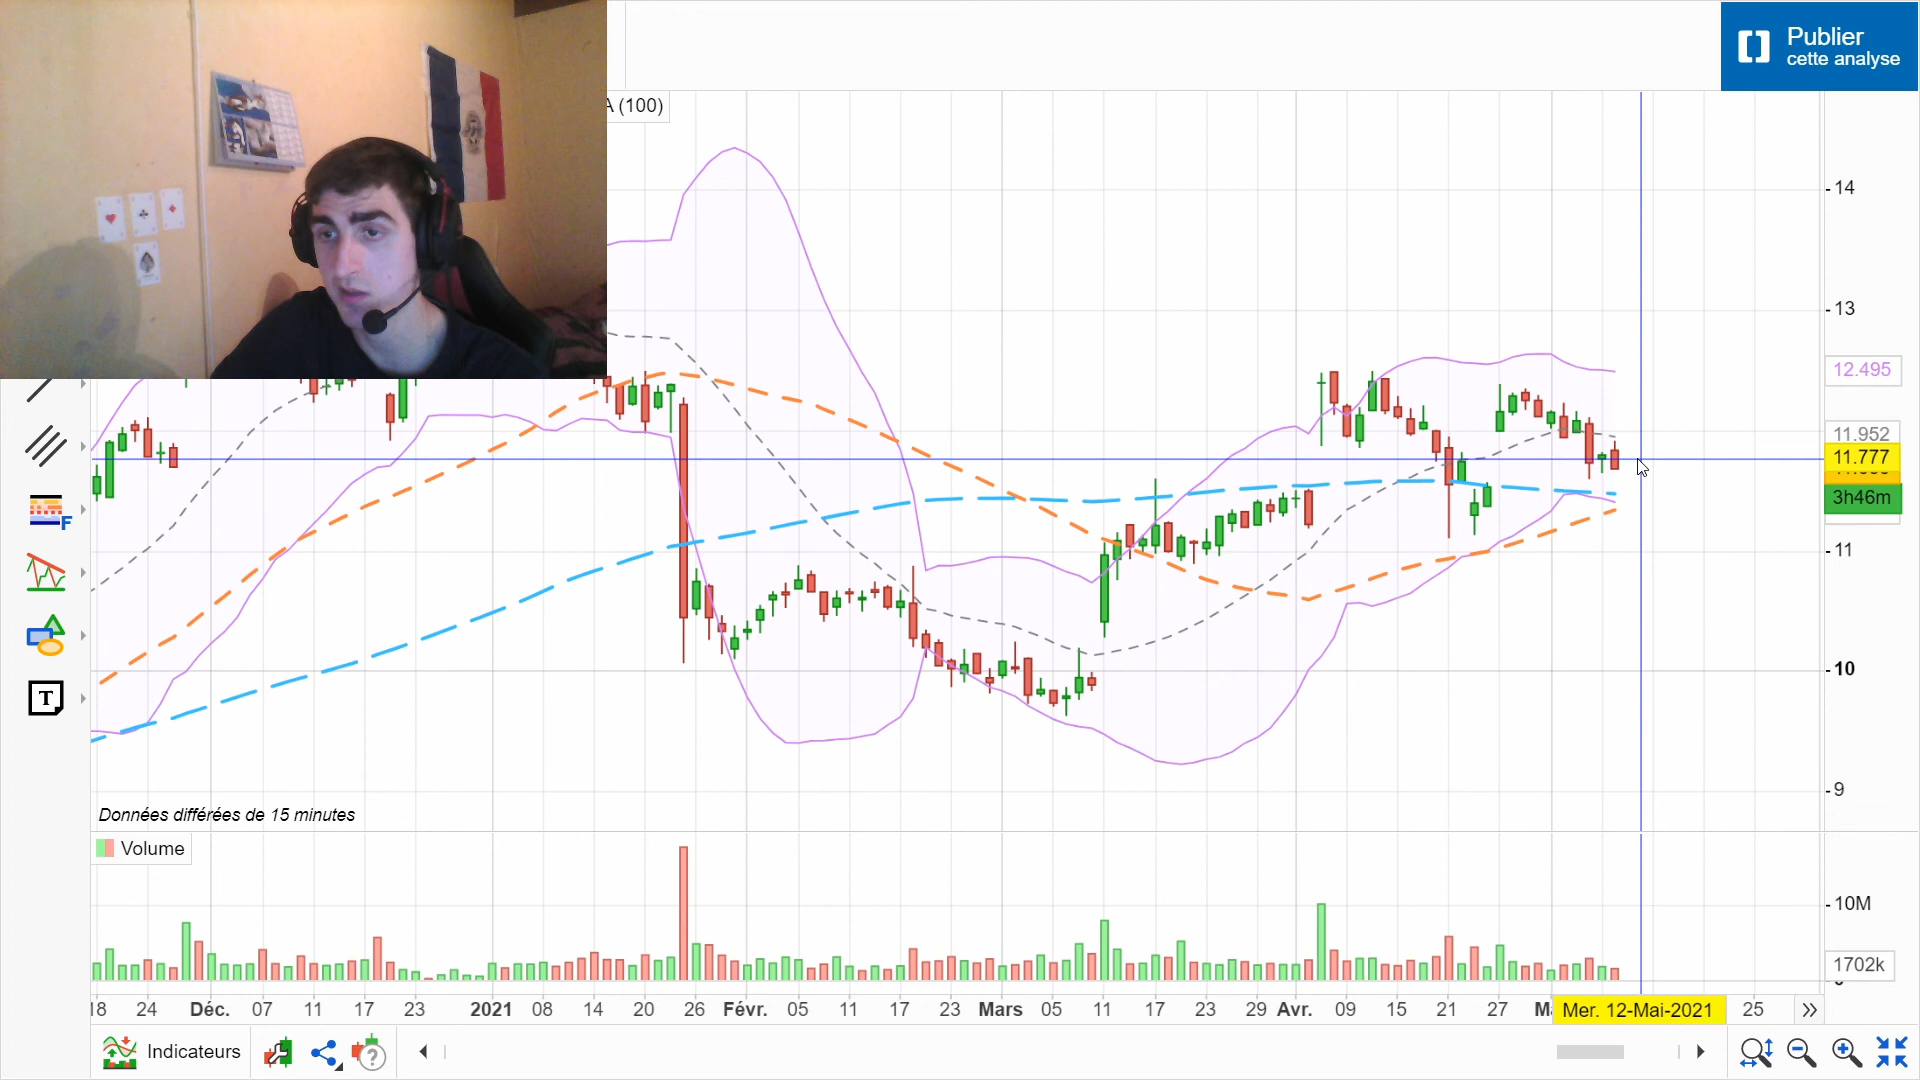 Publier
cette analyse
A (100)
14
13
12.495
11.952
11.777
3h46m
11
10
9
Données différées de 15 minutes
Volume
10M
1702k
18 24 Déc. 07 11 17 23 2021 08 14 20 26 Févr. 05 11 17 23 Mars 05 11 17 23 29 Avr. 09 15 21 27 Mer. 12-Mai-2021 25
Indicateurs
F
T
?